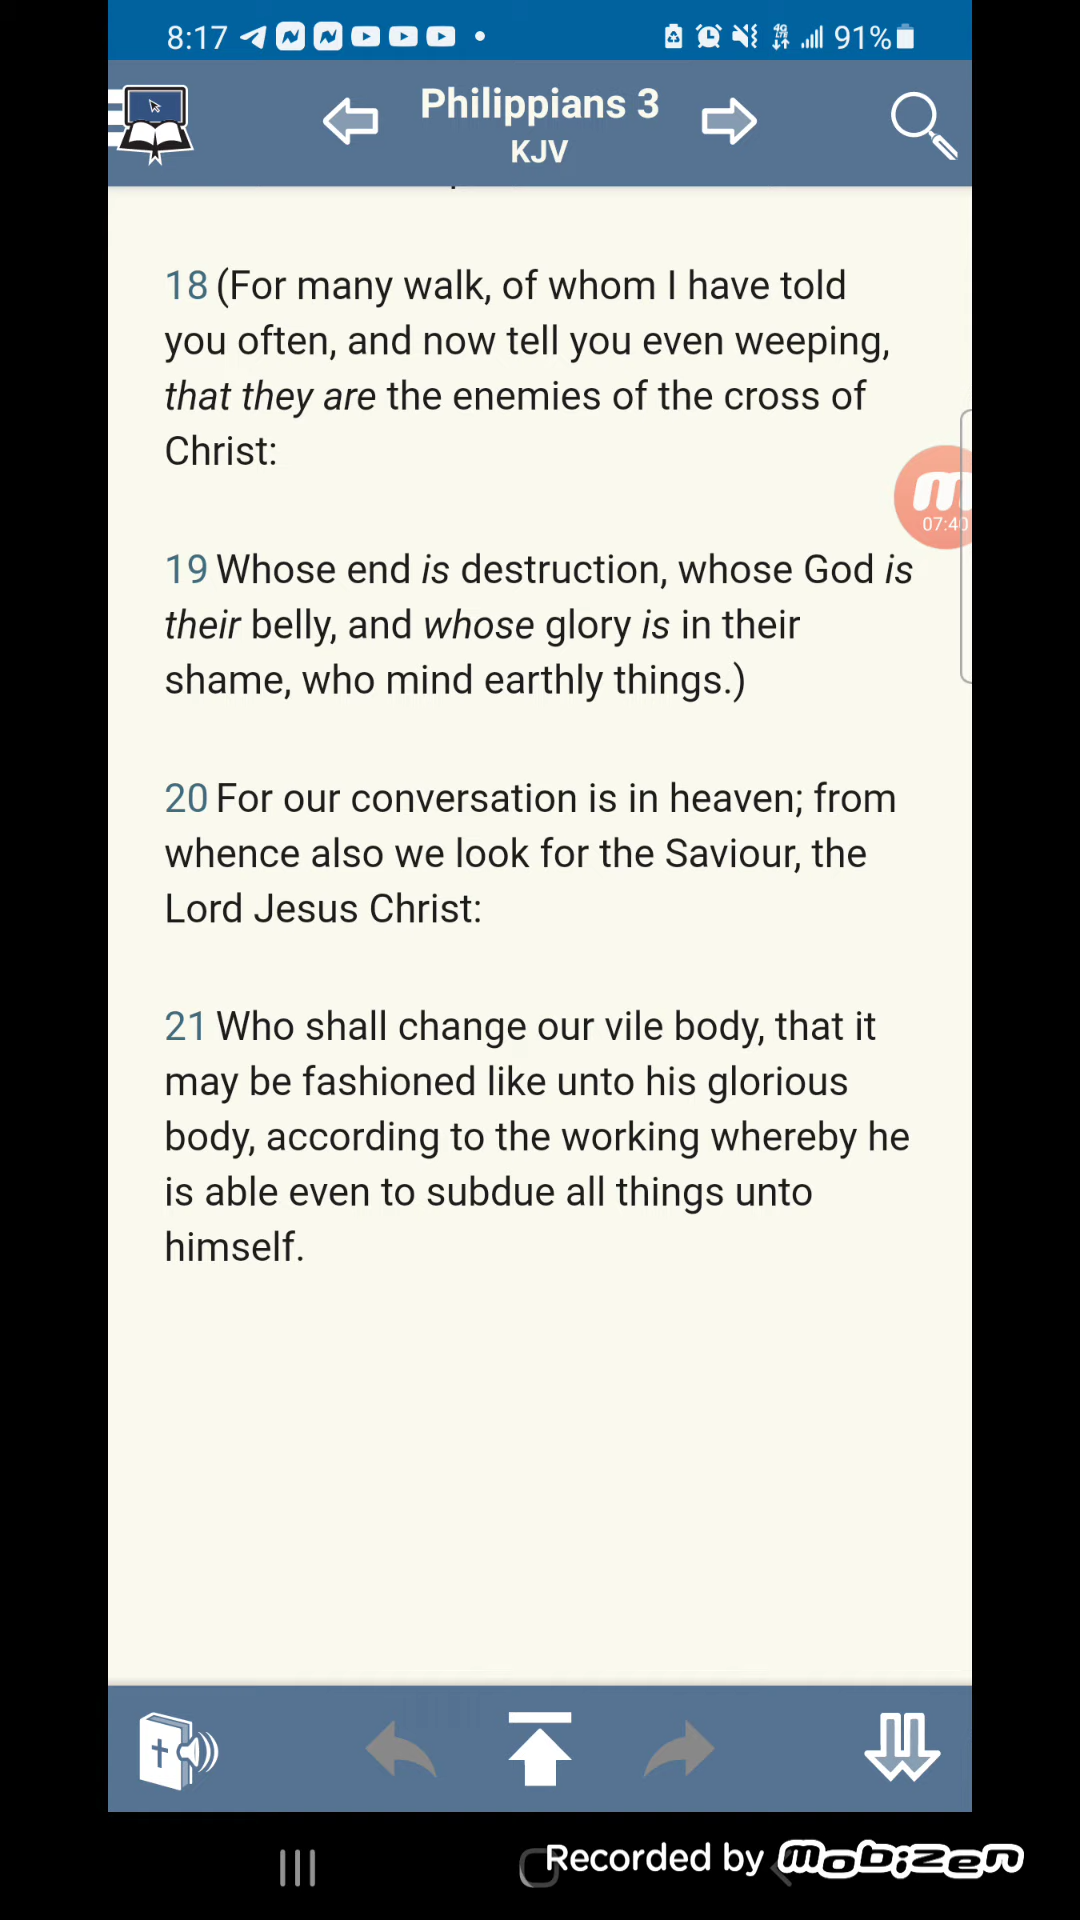 8:17
4G
LTE
91%
Philippians 3
KJV
18 (For many walk, of whom I have told
you often, and now tell you even weeping,
that they are the enemies of the cross of
Christ:
07:40
19 Whose end is destruction, whose God is
their belly, and whose glory is in their
shame, who mind earthly things.)
20 For our conversation is in heaven; from
whence also we look for the Saviour, the
Lord Jesus Christ:
21 Who shall change our vile body, that it
may be fashioned like unto his glorious
body, according to the working whereby he
is able even to subdue all things unto
himself.
Recorded by mobizen